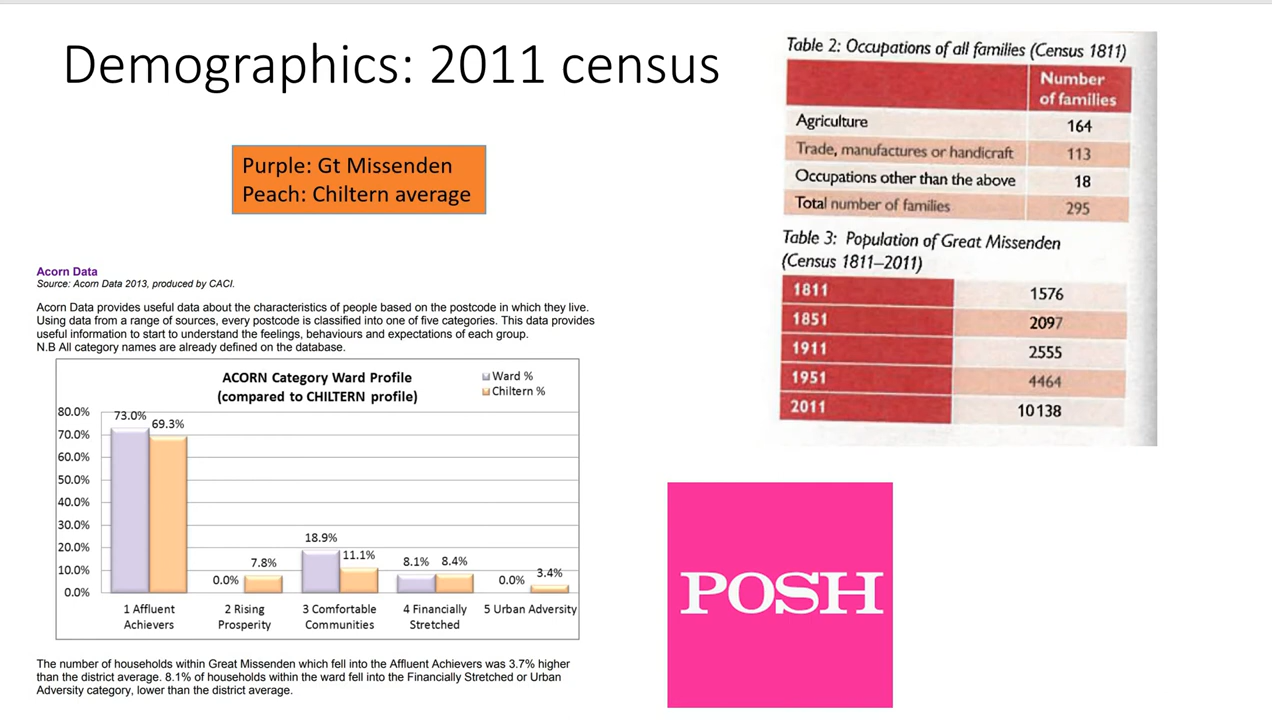 Demographics: 2011 census
Purple: Gt Missenden
Peach: Chiltern average
Acorn Data
Source: Acorn Data 2013, produced by CACI.
Acorn Data provides useful data about the characteristics of people based on the postcode in which they live.
Using data from a range of sources, every postcode is classified into one of five categories. This data provides
useful information to start to understand the feelings, behaviours and expectations of each group.
N.B All category names are already defined on the database.
ACORN Category Ward Profile
(compared to CHILTERN profile)
Ward %
Chiltern %
80.0%
70.0%
60.0%
50.0%
40.0%
30.0%
20.0%
10.0%
0.0%
73.0% 69.3%
0.0% 7.8%
18.9% 11.1%
8.1% 8.4%
0.0% 3.4%
1 Affluent
Achievers
2 Rising
Prosperity
3 Comfortable
Communities
4 Financially
Stretched
5 Urban Adversity
The number of households within Great Missenden which fell into the Affluent Achievers was 3.7% higher
than the district average. 8.1% of households within the ward fell into the Financially Stretched or Urban
Adversity category, lower than the district average.
Table 2: Occupations of all families (Census 1811)
Number
of families
Agriculture 164
Trade, manufactures or handicraft 113
Occupations other than the above 18
Total number of families 295
Table 3: Population of Great Missenden
(Census 1811–2011)
1811 1576
1851 2097
1911 2555
1951 4464
2011 10138
POSH